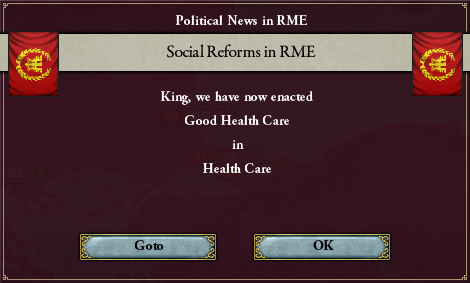 Political News in RME
Social Reforms in RME
King, we have now enacted
Good Health Care
in
Health Care
Goto
OK